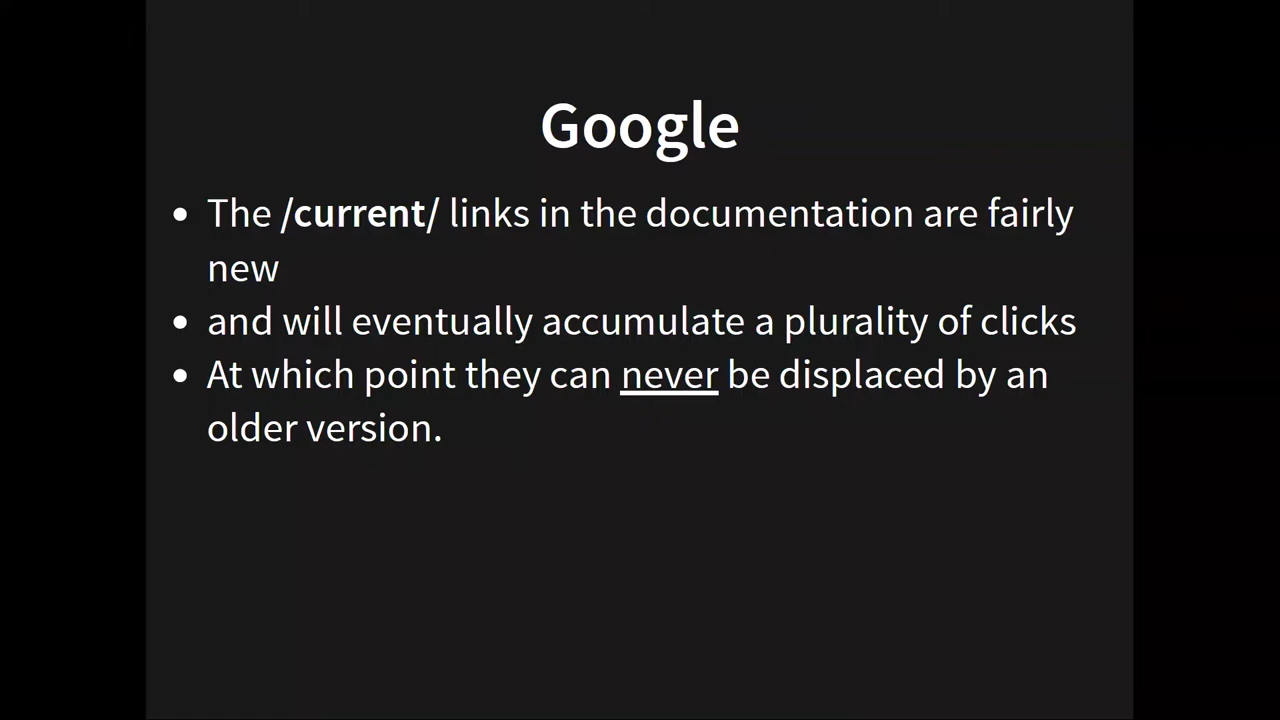 Google
• The /current/ links in the documentation are fairly
new
• and will eventually accumulate a plurality of clicks
• At which point they can never be displaced by an
older version.